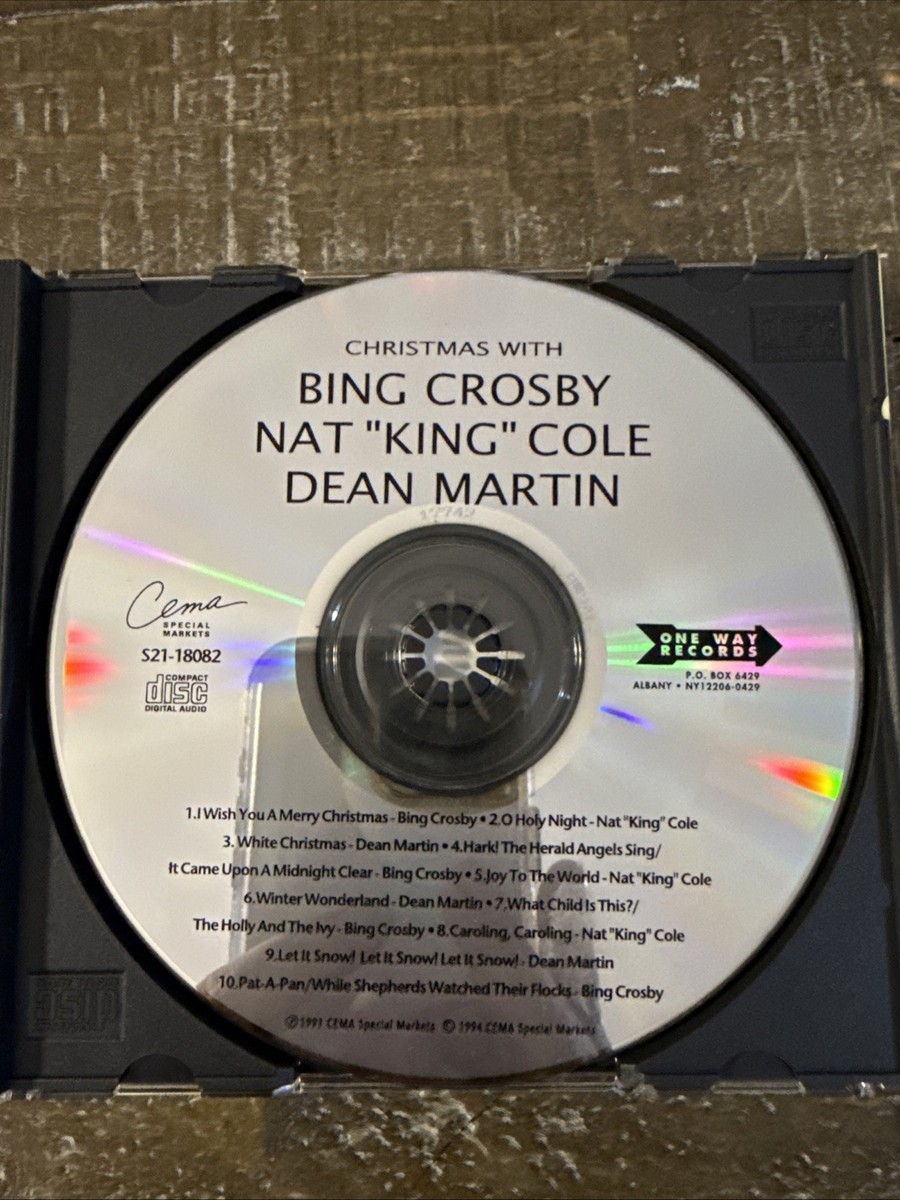 CHRISTMAS WITH
BING CROSBY
NAT "KING" COLE
DEAN MARTIN
17742
Cema
SPECIAL
MARKETS
S21-18082
COMPACT
disc
DIGITAL AUDIO
ONE WAY
RECORDS
P.O. BOX 6429
ALBANY • NY12206-0429
1.I Wish You A Merry Christmas - Bing Crosby • 2.O Holy Night - Nat "King" Cole
3. White Christmas - Dean Martin • 4.Hark! The Herald Angels Sing/
It Came Upon A Midnight Clear - Bing Crosby • 5.Joy To The World - Nat "King" Cole
6.Winter Wonderland - Dean Martin • 7.What Child Is This?/
The Holly And The Ivy - Bing Crosby • 8.Caroling, Caroling - Nat "King" Cole
9.Let It Snow! Let It Snow! Let It Snow! - Dean Martin
10.Pat-A-Pan/While Shepherds Watched Their Flocks - Bing Crosby
℗1991 CEMA Special Markets © 1994 CEMA Special Markets